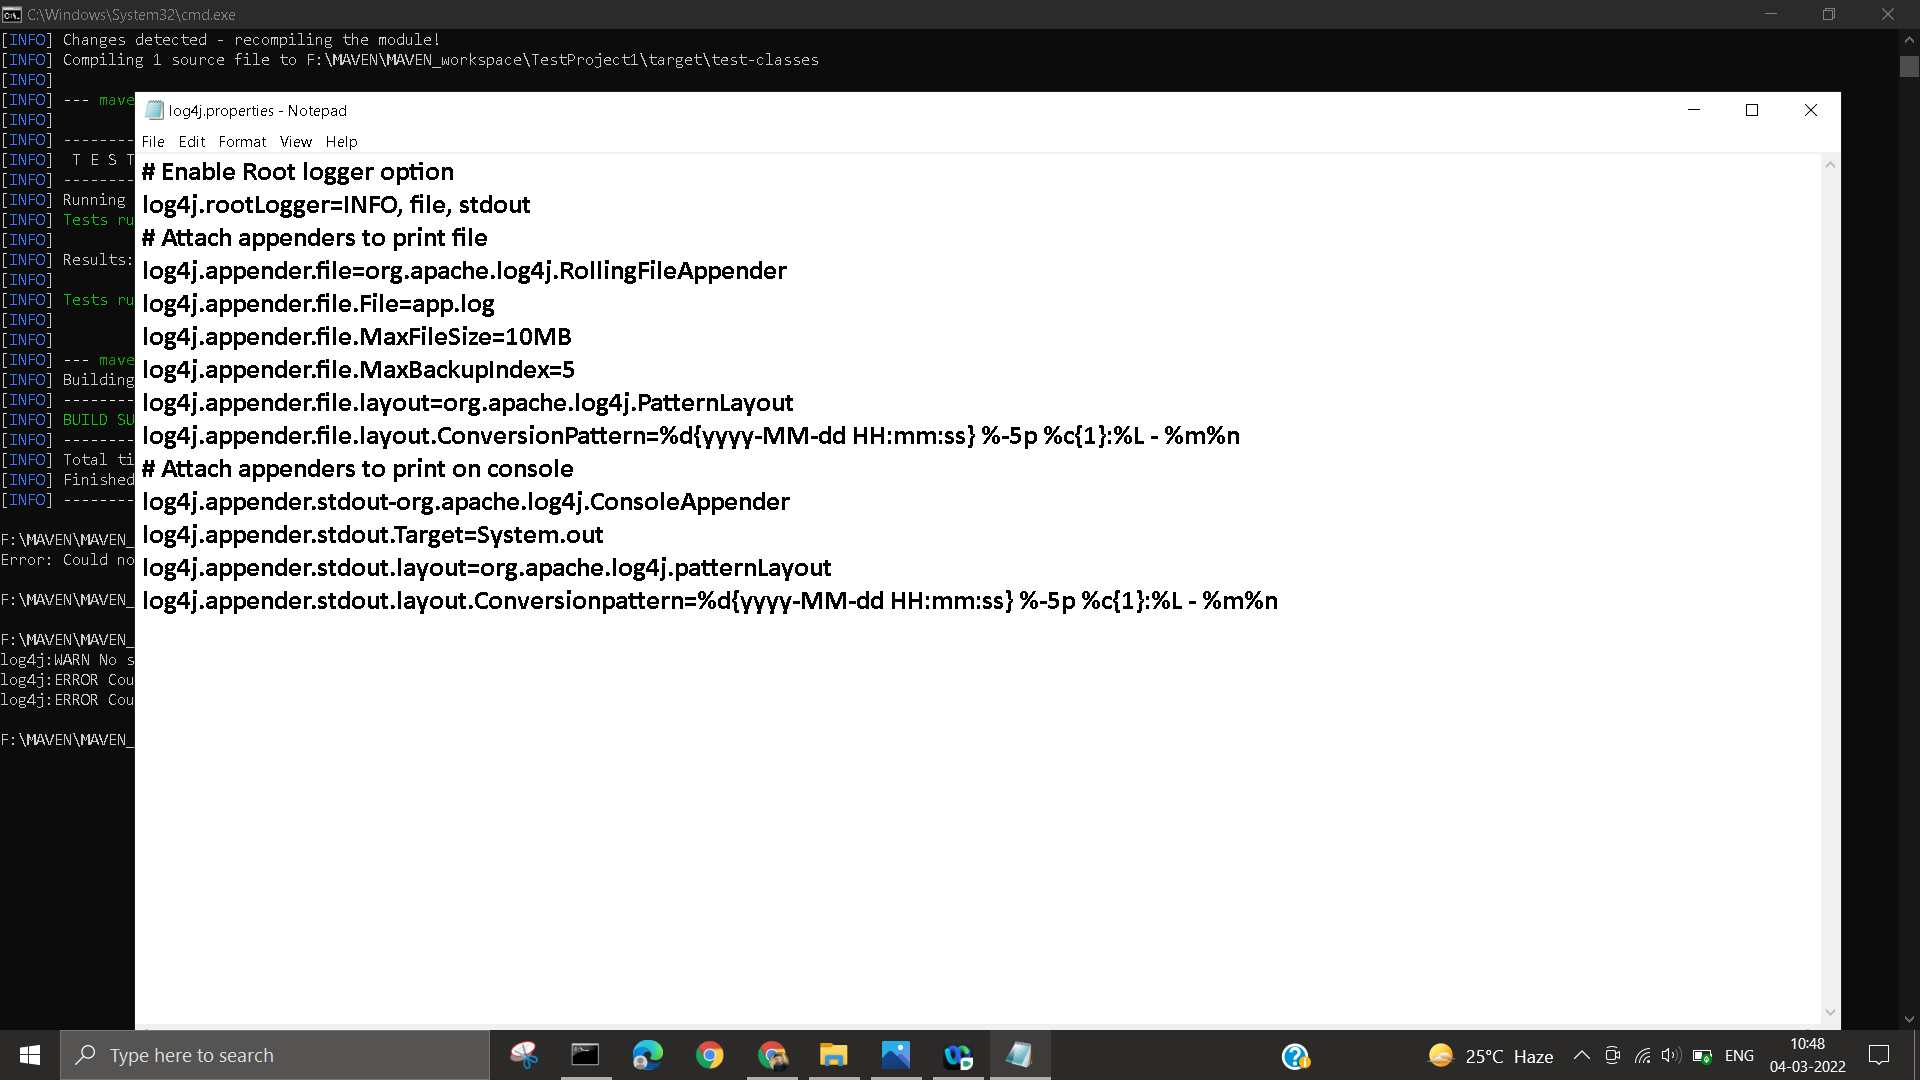 C:\Windows\System32\cmd.exe
[INFO] Changes detected - recompiling the module!
[INFO] Compiling 1 source file to F:\MAVEN\MAVEN_workspace\TestProject1\target\test-classes
[INFO]
[INFO] --- mave
[INFO]
[INFO] --------
[INFO]  T E S T
[INFO] --------
[INFO] Running
[INFO] Tests ru
[INFO]
[INFO] Results:
[INFO]
[INFO] Tests ru
[INFO]
[INFO]
[INFO] --- mave
[INFO] Building
[INFO] --------
[INFO] BUILD SU
[INFO] --------
[INFO] Total ti
[INFO] Finished
[INFO] --------
F:\MAVEN\MAVEN_
Error: Could no
F:\MAVEN\MAVEN_
F:\MAVEN\MAVEN_
log4j:WARN No s
log4j:ERROR Cou
log4j:ERROR Cou
F:\MAVEN\MAVEN_
log4j.properties - Notepad
File Edit Format View Help
# Enable Root logger option
log4j.rootLogger=INFO, file, stdout
# Attach appenders to print file
log4j.appender.file=org.apache.log4j.RollingFileAppender
log4j.appender.file.File=app.log
log4j.appender.file.MaxFileSize=10MB
log4j.appender.file.MaxBackupIndex=5
log4j.appender.file.layout=org.apache.log4j.PatternLayout
log4j.appender.file.layout.ConversionPattern=%d{yyyy-MM-dd HH:mm:ss} %-5p %c{1}:%L - %m%n
# Attach appenders to print on console
log4j.appender.stdout-org.apache.log4j.ConsoleAppender
log4j.appender.stdout.Target=System.out
log4j.appender.stdout.layout=org.apache.log4j.patternLayout
log4j.appender.stdout.layout.Conversionpattern=%d{yyyy-MM-dd HH:mm:ss} %-5p %c{1}:%L - %m%n
Type here to search
25°C Haze
ENG
10:48
04-03-2022